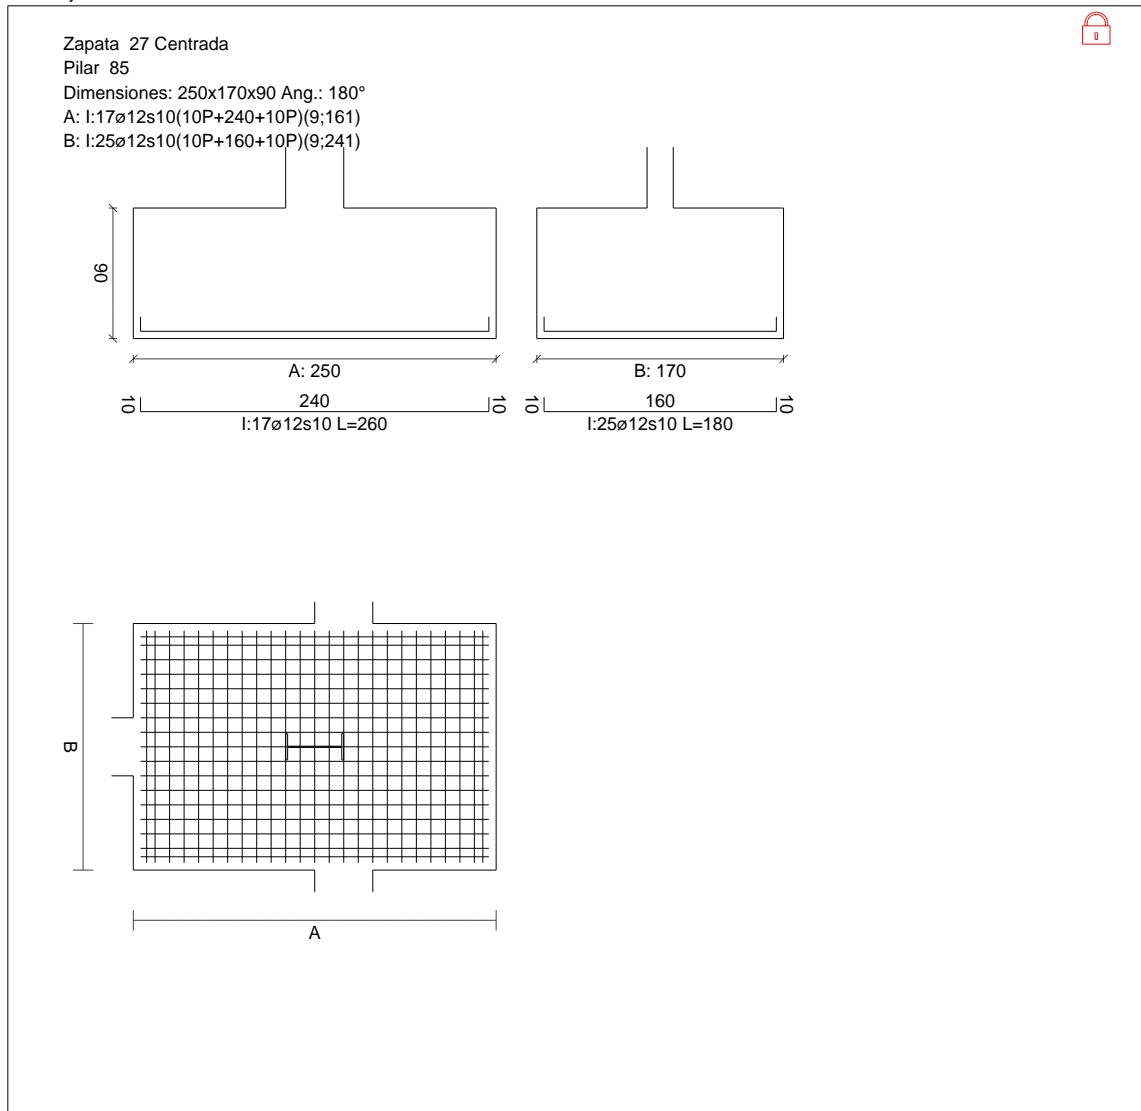 Zapata 27 Centrada
Pilar 85
Dimensiones: 250x170x90 Ang.: 180°
A: I:17ø12s10(10P+240+10P)(9;161)
B: I:25ø12s10(10P+160+10P)(9;241)
90
A: 250
B: 170
10 240 10
10 160 10
I:17ø12s10 L=260
I:25ø12s10 L=180
B
A